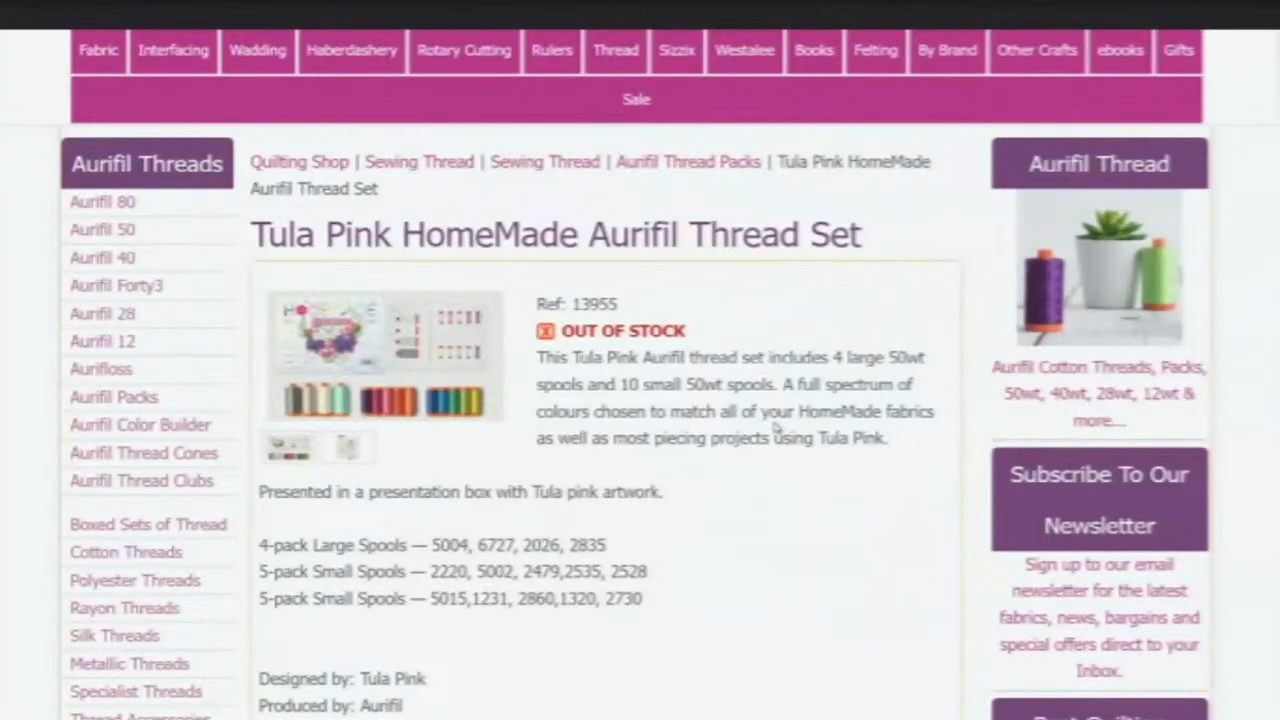 Fabric
Interfacing
Wadding
Haberdashery
Rotary Cutting
Rulers
Thread
Sizzix
Westalee
Books
Felting
By Brand
Other Crafts
ebooks
Gifts
Sale
Aurifil Threads
Aurifil 80
Aurifil 50
Aurifil 40
Aurifil Forty3
Aurifil 28
Aurifil 12
Aurifloss
Aurifil Packs
Aurifil Color Builder
Aurifil Thread Cones
Aurifil Thread Clubs
Boxed Sets of Thread
Cotton Threads
Polyester Threads
Rayon Threads
Silk Threads
Metallic Threads
Specialist Threads
Thread Accessories
Quilting Shop | Sewing Thread | Sewing Thread | Aurifil Thread Packs | Tula Pink HomeMade
Aurifil Thread Set
Tula Pink HomeMade Aurifil Thread Set
Ref: 13955
OUT OF STOCK
This Tula Pink Aurifil thread set includes 4 large 50wt
spools and 10 small 50wt spools. A full spectrum of
colours chosen to match all of your HomeMade fabrics
as well as most piecing projects using Tula Pink.
Presented in a presentation box with Tula pink artwork.
4-pack Large Spools — 5004, 6727, 2026, 2835
5-pack Small Spools — 2220, 5002, 2479,2535, 2528
5-pack Small Spools — 5015,1231, 2860,1320, 2730
Designed by: Tula Pink
Produced by: Aurifil
Aurifil Thread
Aurifil Cotton Threads, Packs,
50wt, 40wt, 28wt, 12wt &
more....
Subscribe To Our
Newsletter
Sign up to our email
newsletter for the latest
fabrics, news, bargains and
special offers direct to your
Inbox.